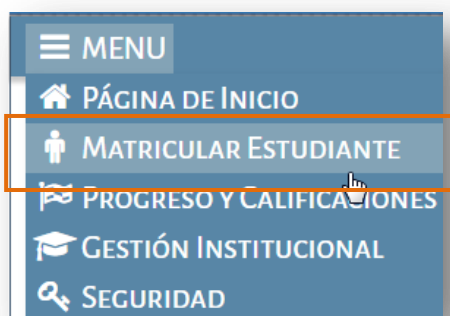 MENU
PÁGINA DE INICIO
MATRICULAR ESTUDIANTE
PROGRESO Y CALIFICACIONES
GESTIÓN INSTITUCIONAL
SEGURIDAD